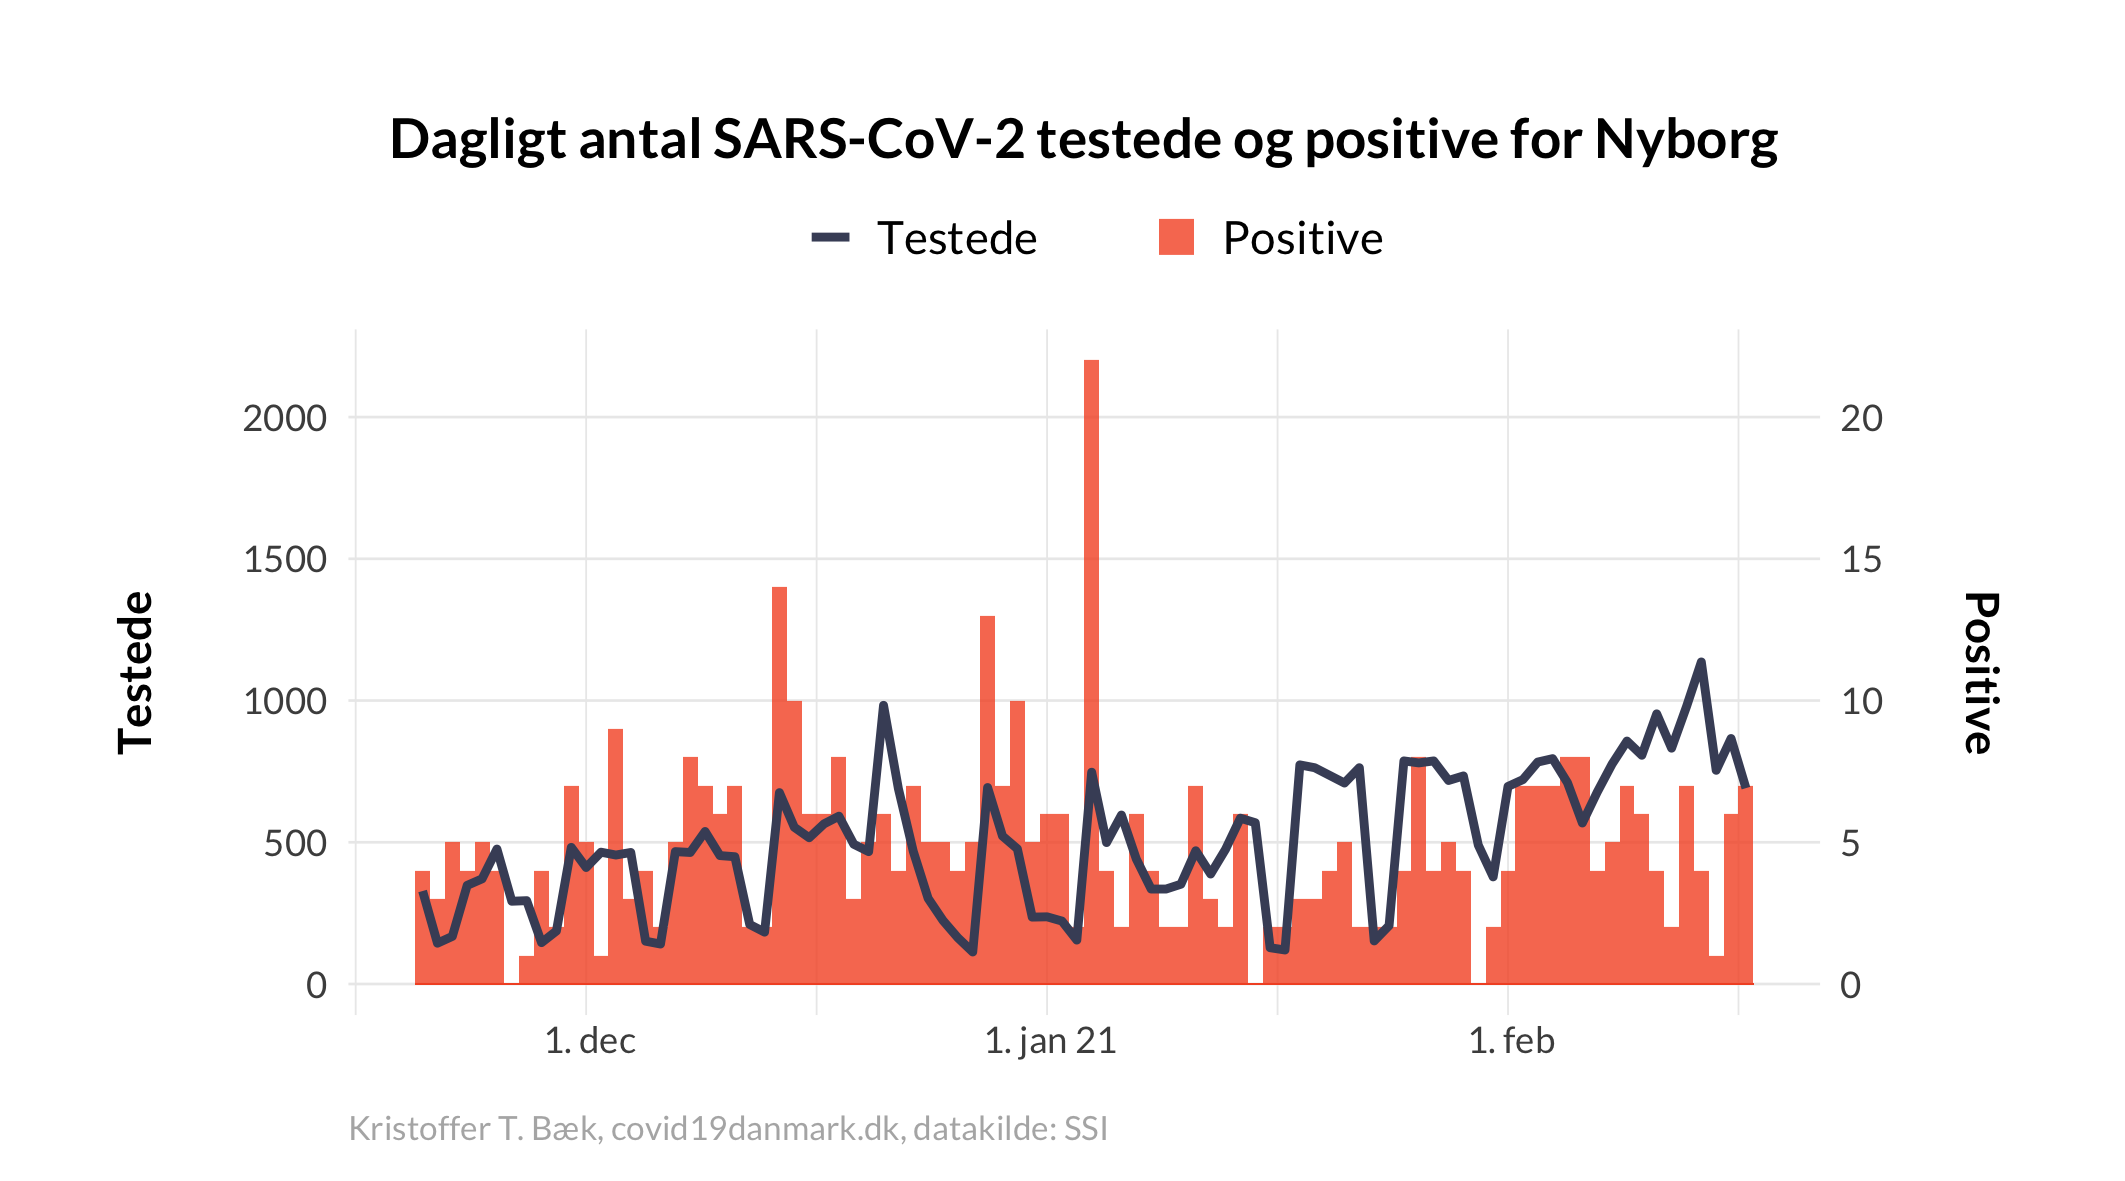 Dagligt antal SARS-CoV-2 testede og positive for Nyborg
Testede
Positive
2000
1500
1000
500
0
20
15
10
5
0
Testede
Positive
1. dec
1. jan 21
1. feb
Kristoffer T. Bæk, covid19danmark.dk, datakilde: SSI